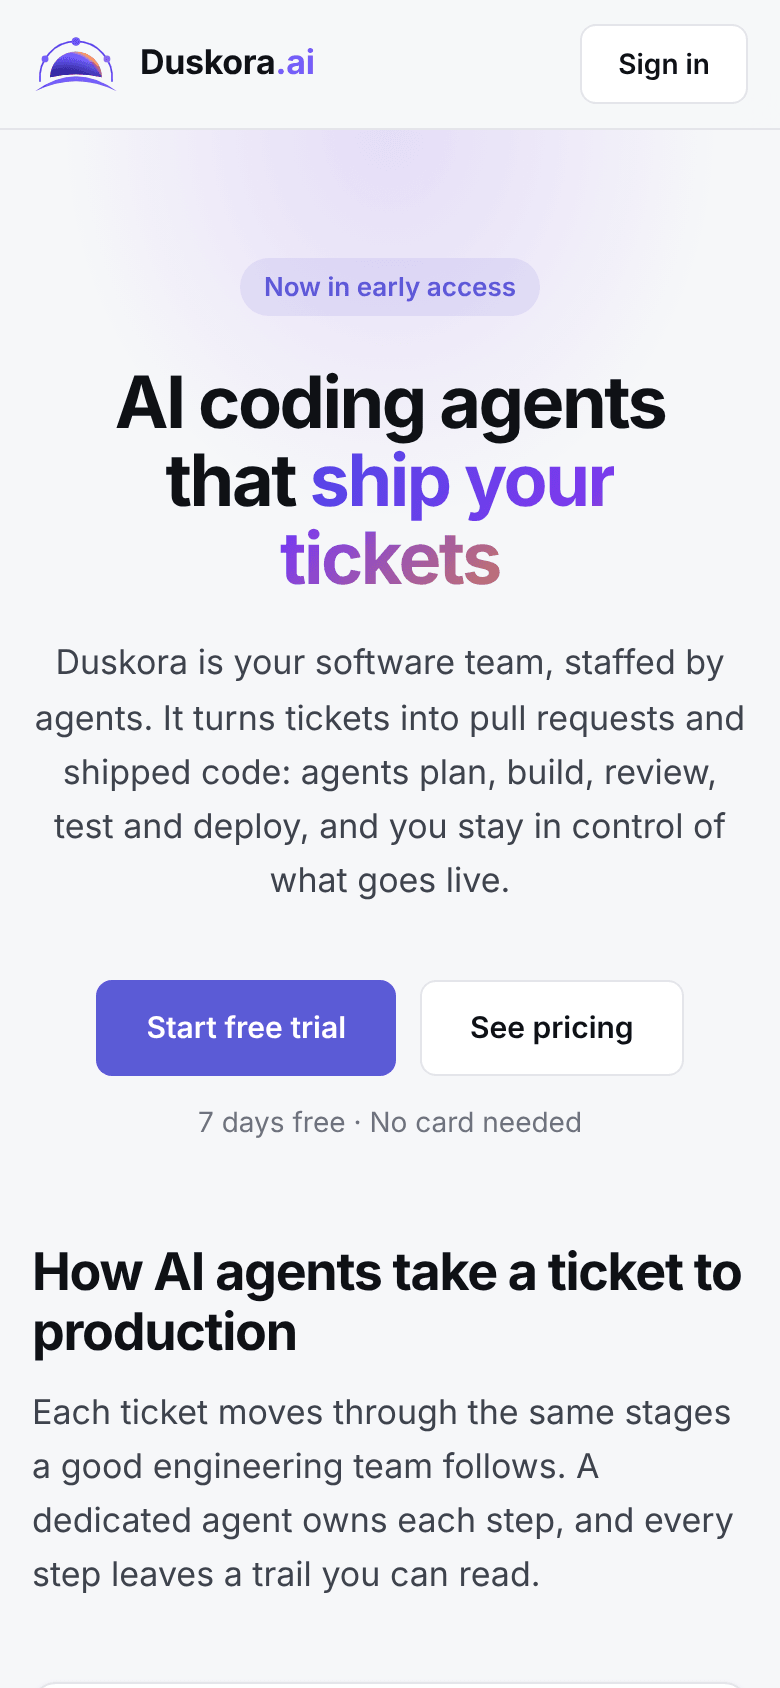 Duskora.ai
Sign in
Now in early access
AI coding agents
that ship your
tickets
Duskora is your software team, staffed by
agents. It turns tickets into pull requests and
shipped code: agents plan, build, review,
test and deploy, and you stay in control of
what goes live.
Start free trial
See pricing
7 days free · No card needed
How AI agents take a ticket to
production
Each ticket moves through the same stages
a good engineering team follows. A
dedicated agent owns each step, and every
step leaves a trail you can read.